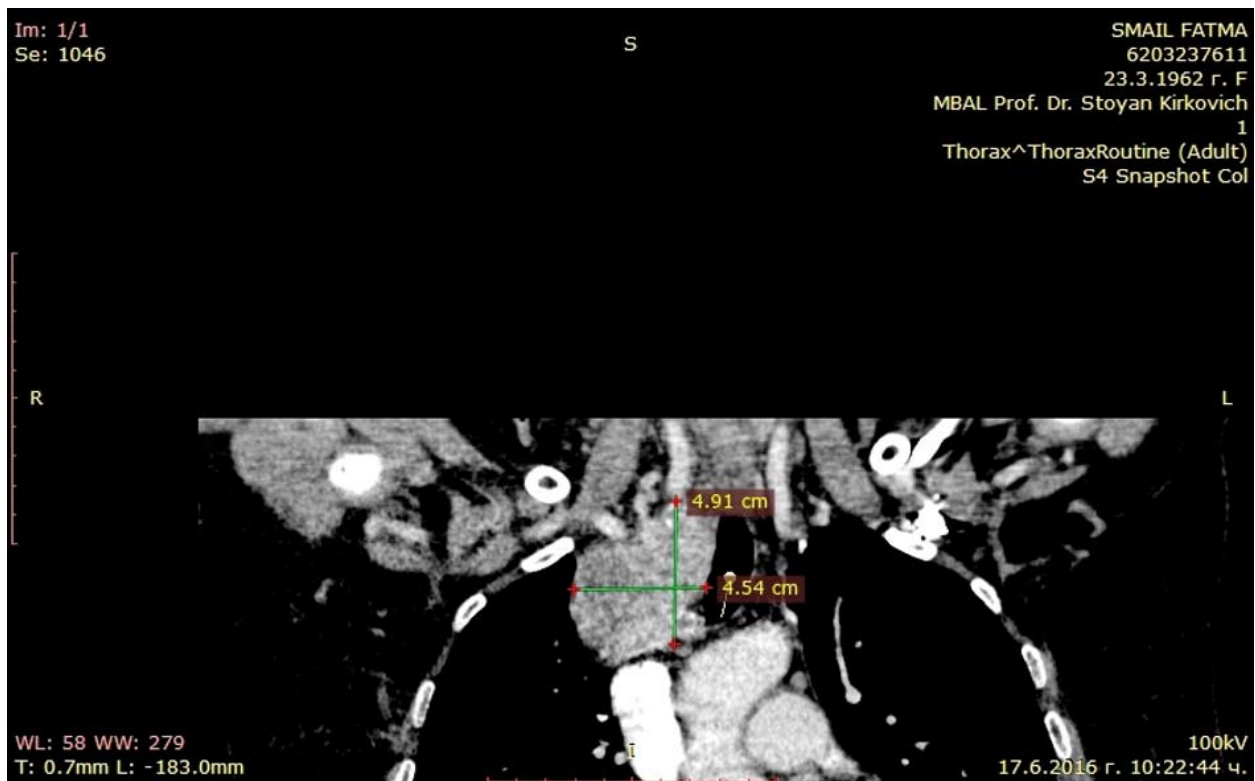 Im: 1/1
Se: 1046
S
SMAIL FATMA
6203237611
23.3.1962 г. F
MBAL Prof. Dr. Stoyan Kirkovich
1
Thorax^ThoraxRoutine (Adult)
S4 Snapshot Col
R
L
4.91 cm
4.54 cm
WL: 58 WW: 279
T: 0.7mm L: -183.0mm
I
100kV
17.6.2016 г. 10:22:44 ч.